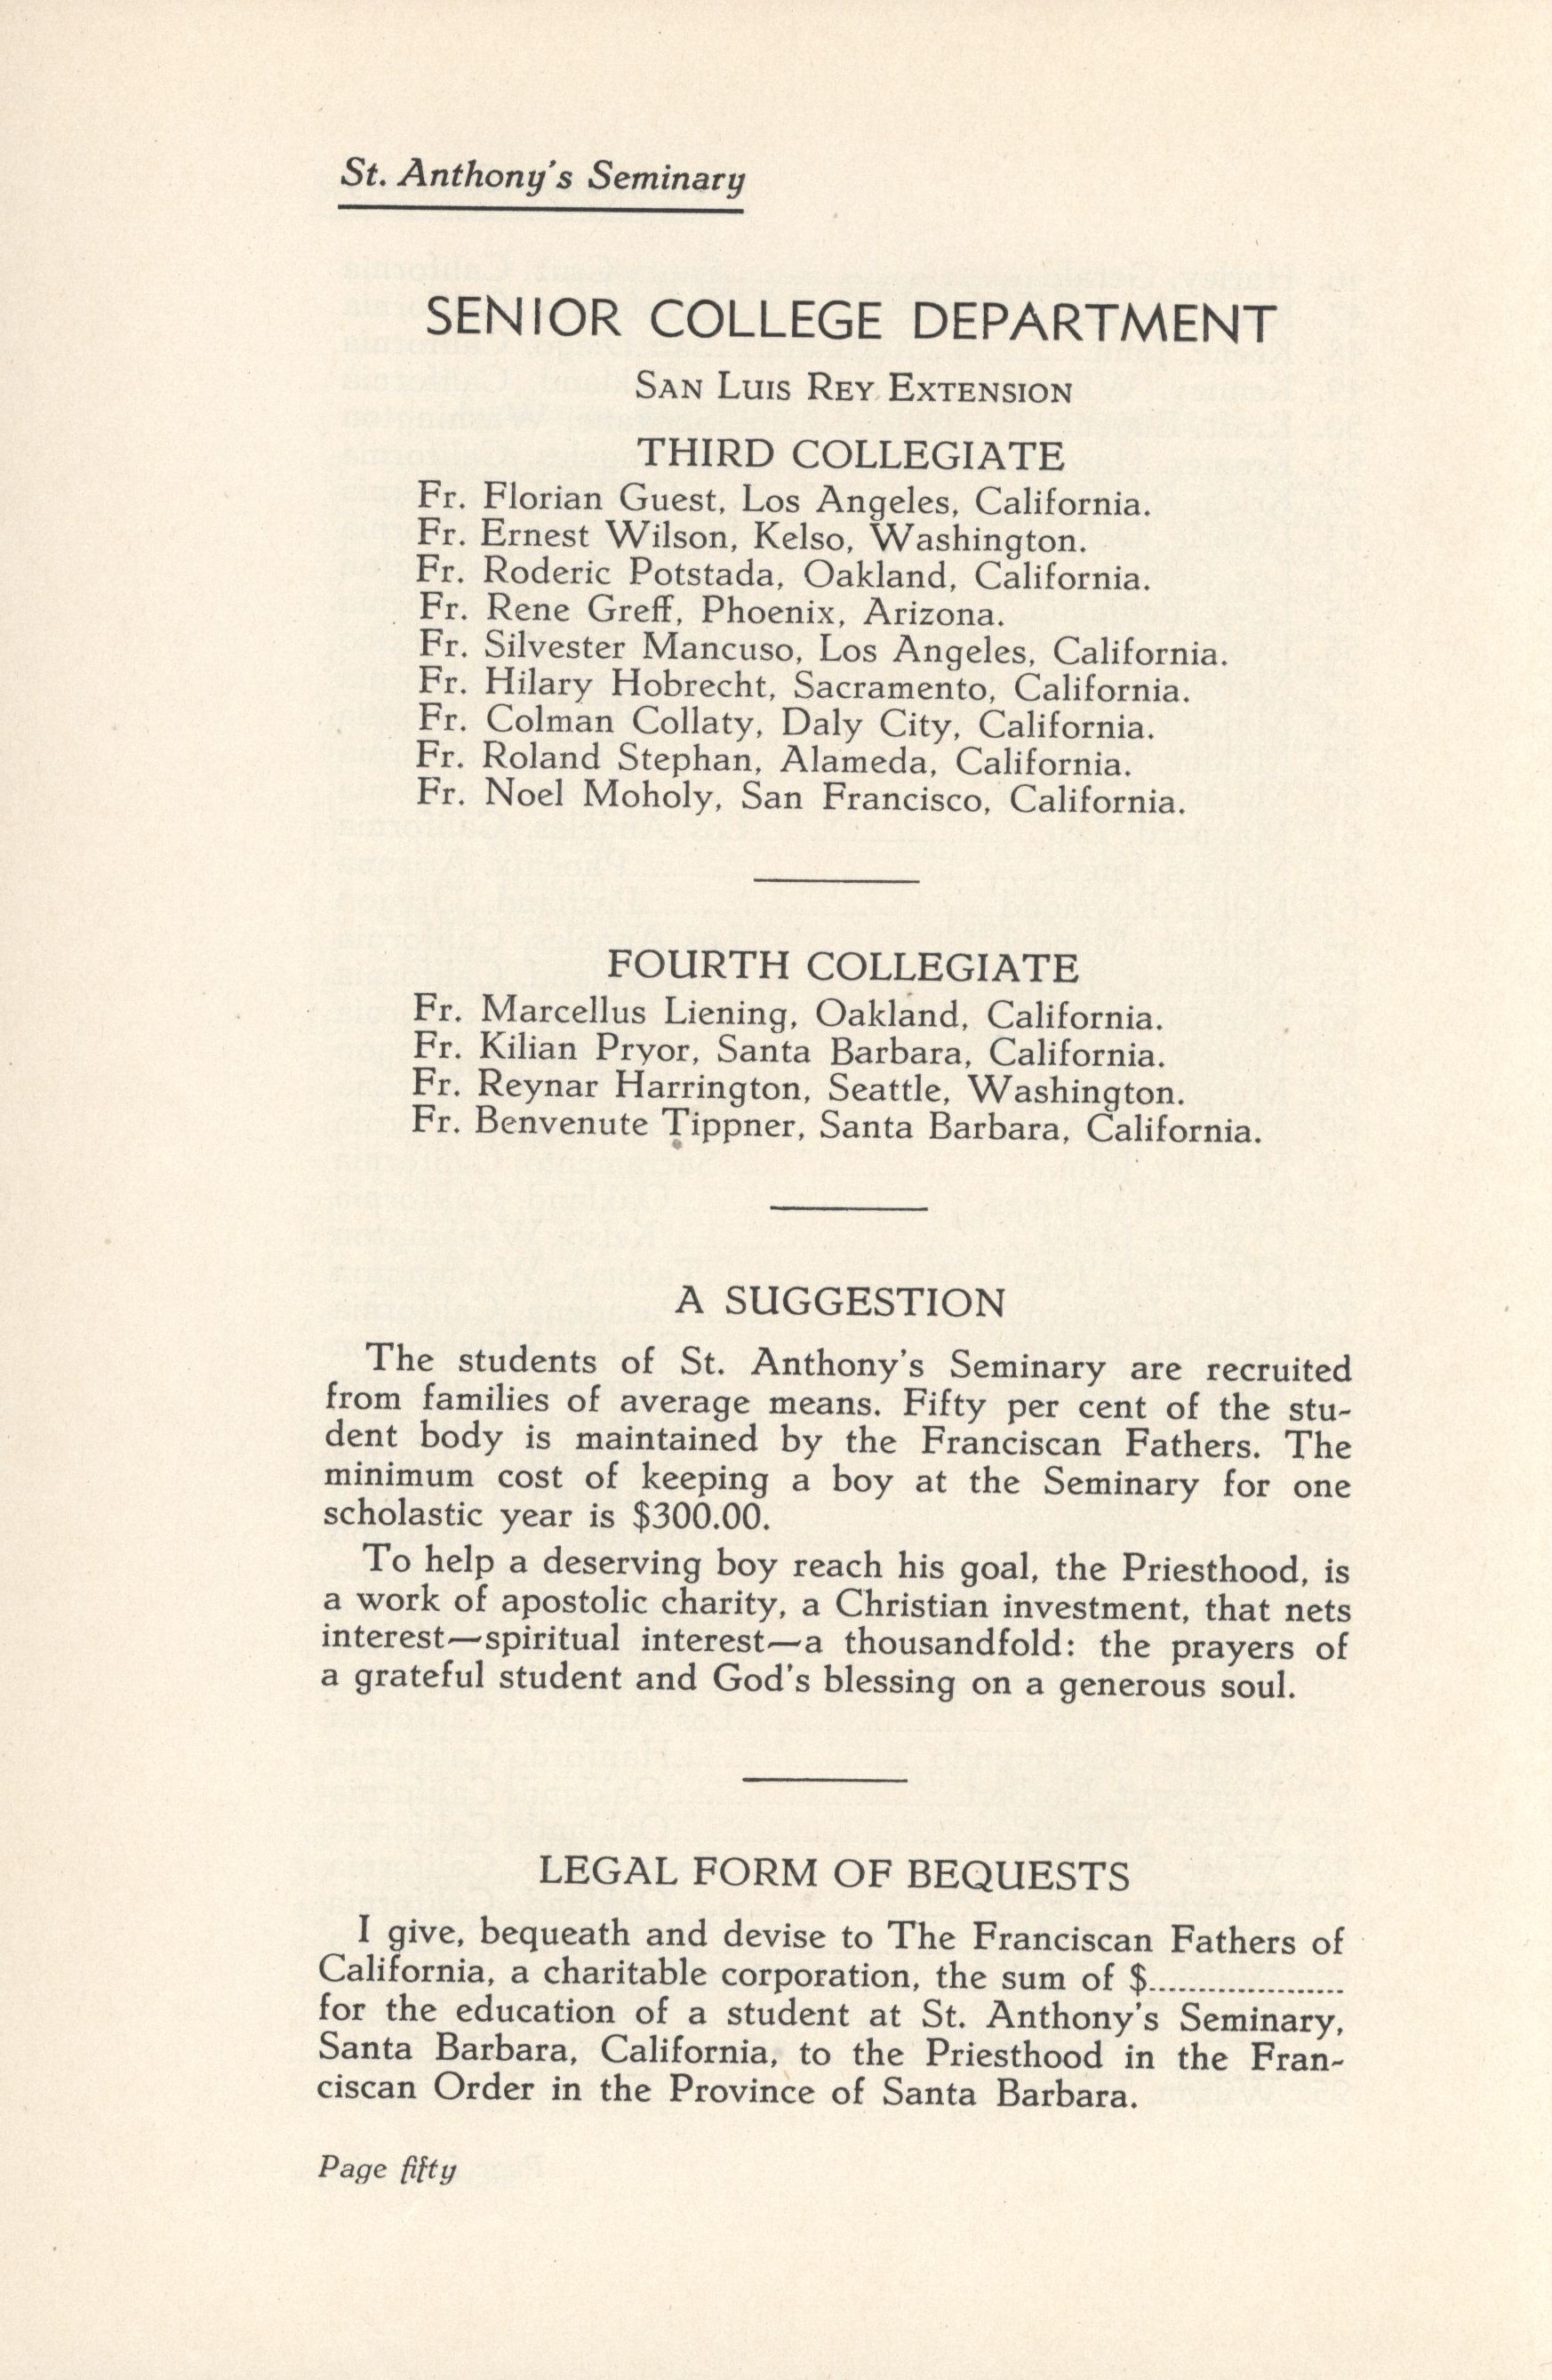 St. Anthony's Seminary
SENIOR COLLEGE DEPARTMENT
San Luis Rey Extension
THIRD COLLEGIATE
Fr. Florian Guest, Los Angeles, California.
Fr. Ernest Wilson, Kelso, Washington.
Fr. Roderic Potstada, Oakland, California.
Fr. Rene Greff, Phoenix, Arizona.
Fr. Silvester Mancuso, Los Angeles, California.
Fr. Hilary Hobrecht, Sacramento, California.
Fr. Colman Collaty, Daly City, California.
Fr. Roland Stephan, Alameda, California.
Fr. Noel Moholy, San Francisco, California.
FOURTH COLLEGIATE
Fr. Marcellus Liening, Oakland, California.
Fr. Kilian Pryor, Santa Barbara, California.
Fr. Reynar Harrington, Seattle, Washington.
Fr. Benvenute Tippner, Santa Barbara, California.
A SUGGESTION
The students of St. Anthony's Seminary are recruited
from families of average means. Fifty per cent of the stu-
dent body is maintained by the Franciscan Fathers. The
minimum cost of keeping a boy at the Seminary for one
scholastic year is $300.00.
To help a deserving boy reach his goal, the Priesthood, is
a work of apostolic charity, a Christian investment, that nets
interest—spiritual interest—a thousandfold: the prayers of
a grateful student and God's blessing on a generous soul.
LEGAL FORM OF BEQUESTS
I give, bequeath and devise to The Franciscan Fathers of
California, a charitable corporation, the sum of $....................
for the education of a student at St. Anthony's Seminary,
Santa Barbara, California, to the Priesthood in the Fran-
ciscan Order in the Province of Santa Barbara.
Page fifty